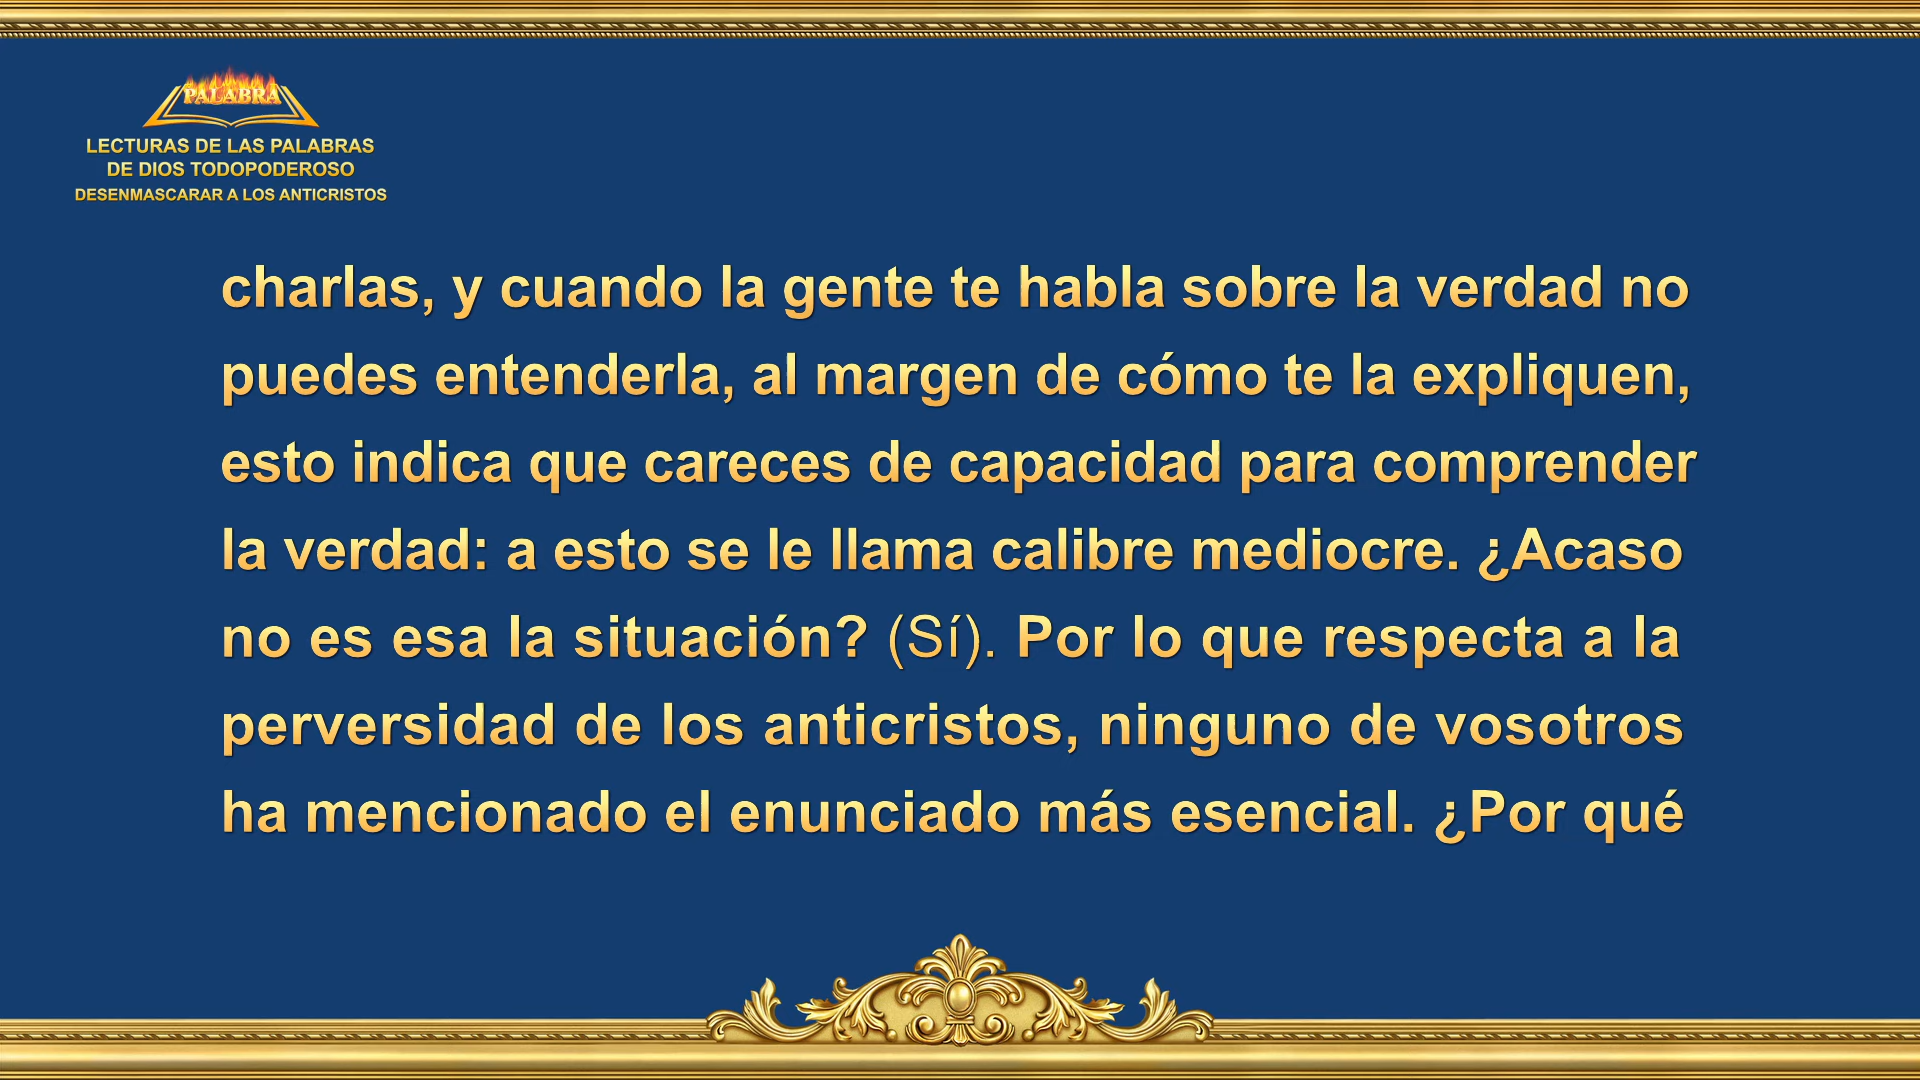 PALABRA
LECTURAS DE LAS PALABRAS
DE DIOS TODOPODEROSO
DESENMASCARAR A LOS ANTICRISTOS
charlas, y cuando la gente te habla sobre la verdad no
puedes entenderla, al margen de cómo te la expliquen,
esto indica que careces de capacidad para comprender
la verdad: a esto se le llama calibre mediocre. ¿Acaso
no es esa la situación? (Sí). Por lo que respecta a la
perversidad de los anticristos, ninguno de vosotros
ha mencionado el enunciado más esencial. ¿Por qué